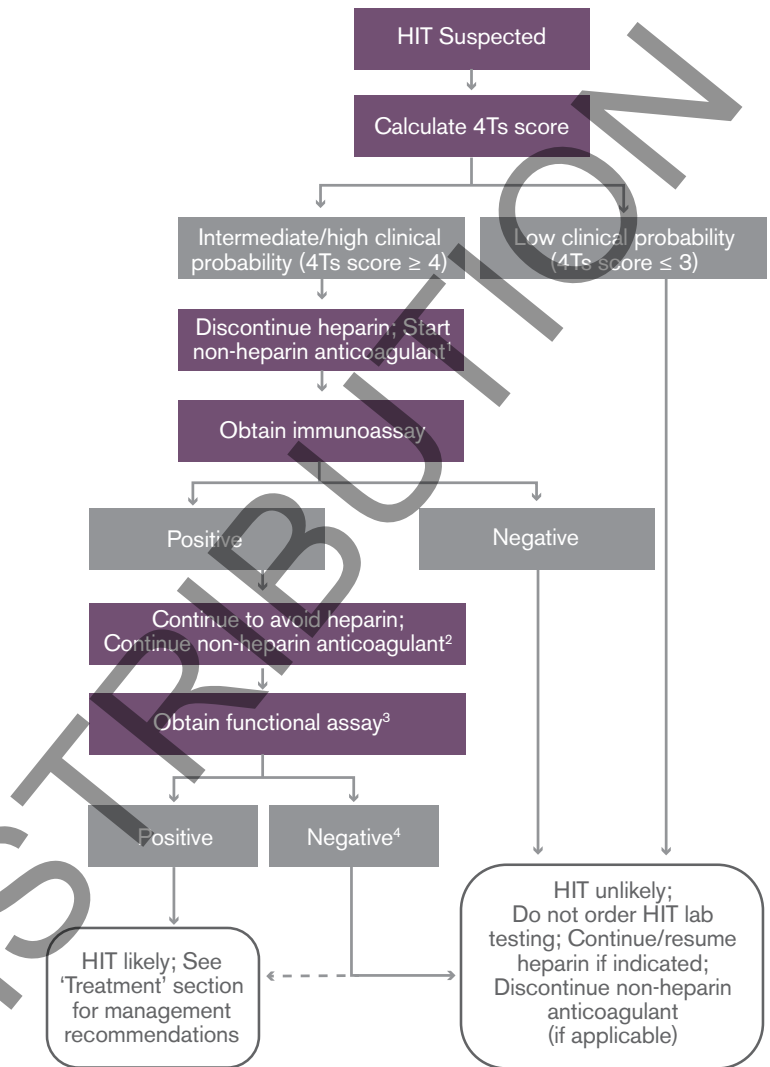 HIT Suspected
Calculate 4Ts score
Intermediate/high clinical
probability (4Ts score ≥ 4)
Low clinical probability
(4Ts score ≤ 3)
Discontinue heparin; Start
non-heparin anticoagulant¹
Obtain immunoassay
Positive
Negative
Continue to avoid heparin;
Continue non-heparin anticoagulant²
Obtain functional assay³
Positive
Negative⁴
HIT likely; See
‘Treatment’ section
for management
recommendations
HIT unlikely;
Do not order HIT lab
testing; Continue/resume
heparin if indicated;
Discontinue non-heparin
anticoagulant
(if applicable)
ISTRIBUTION